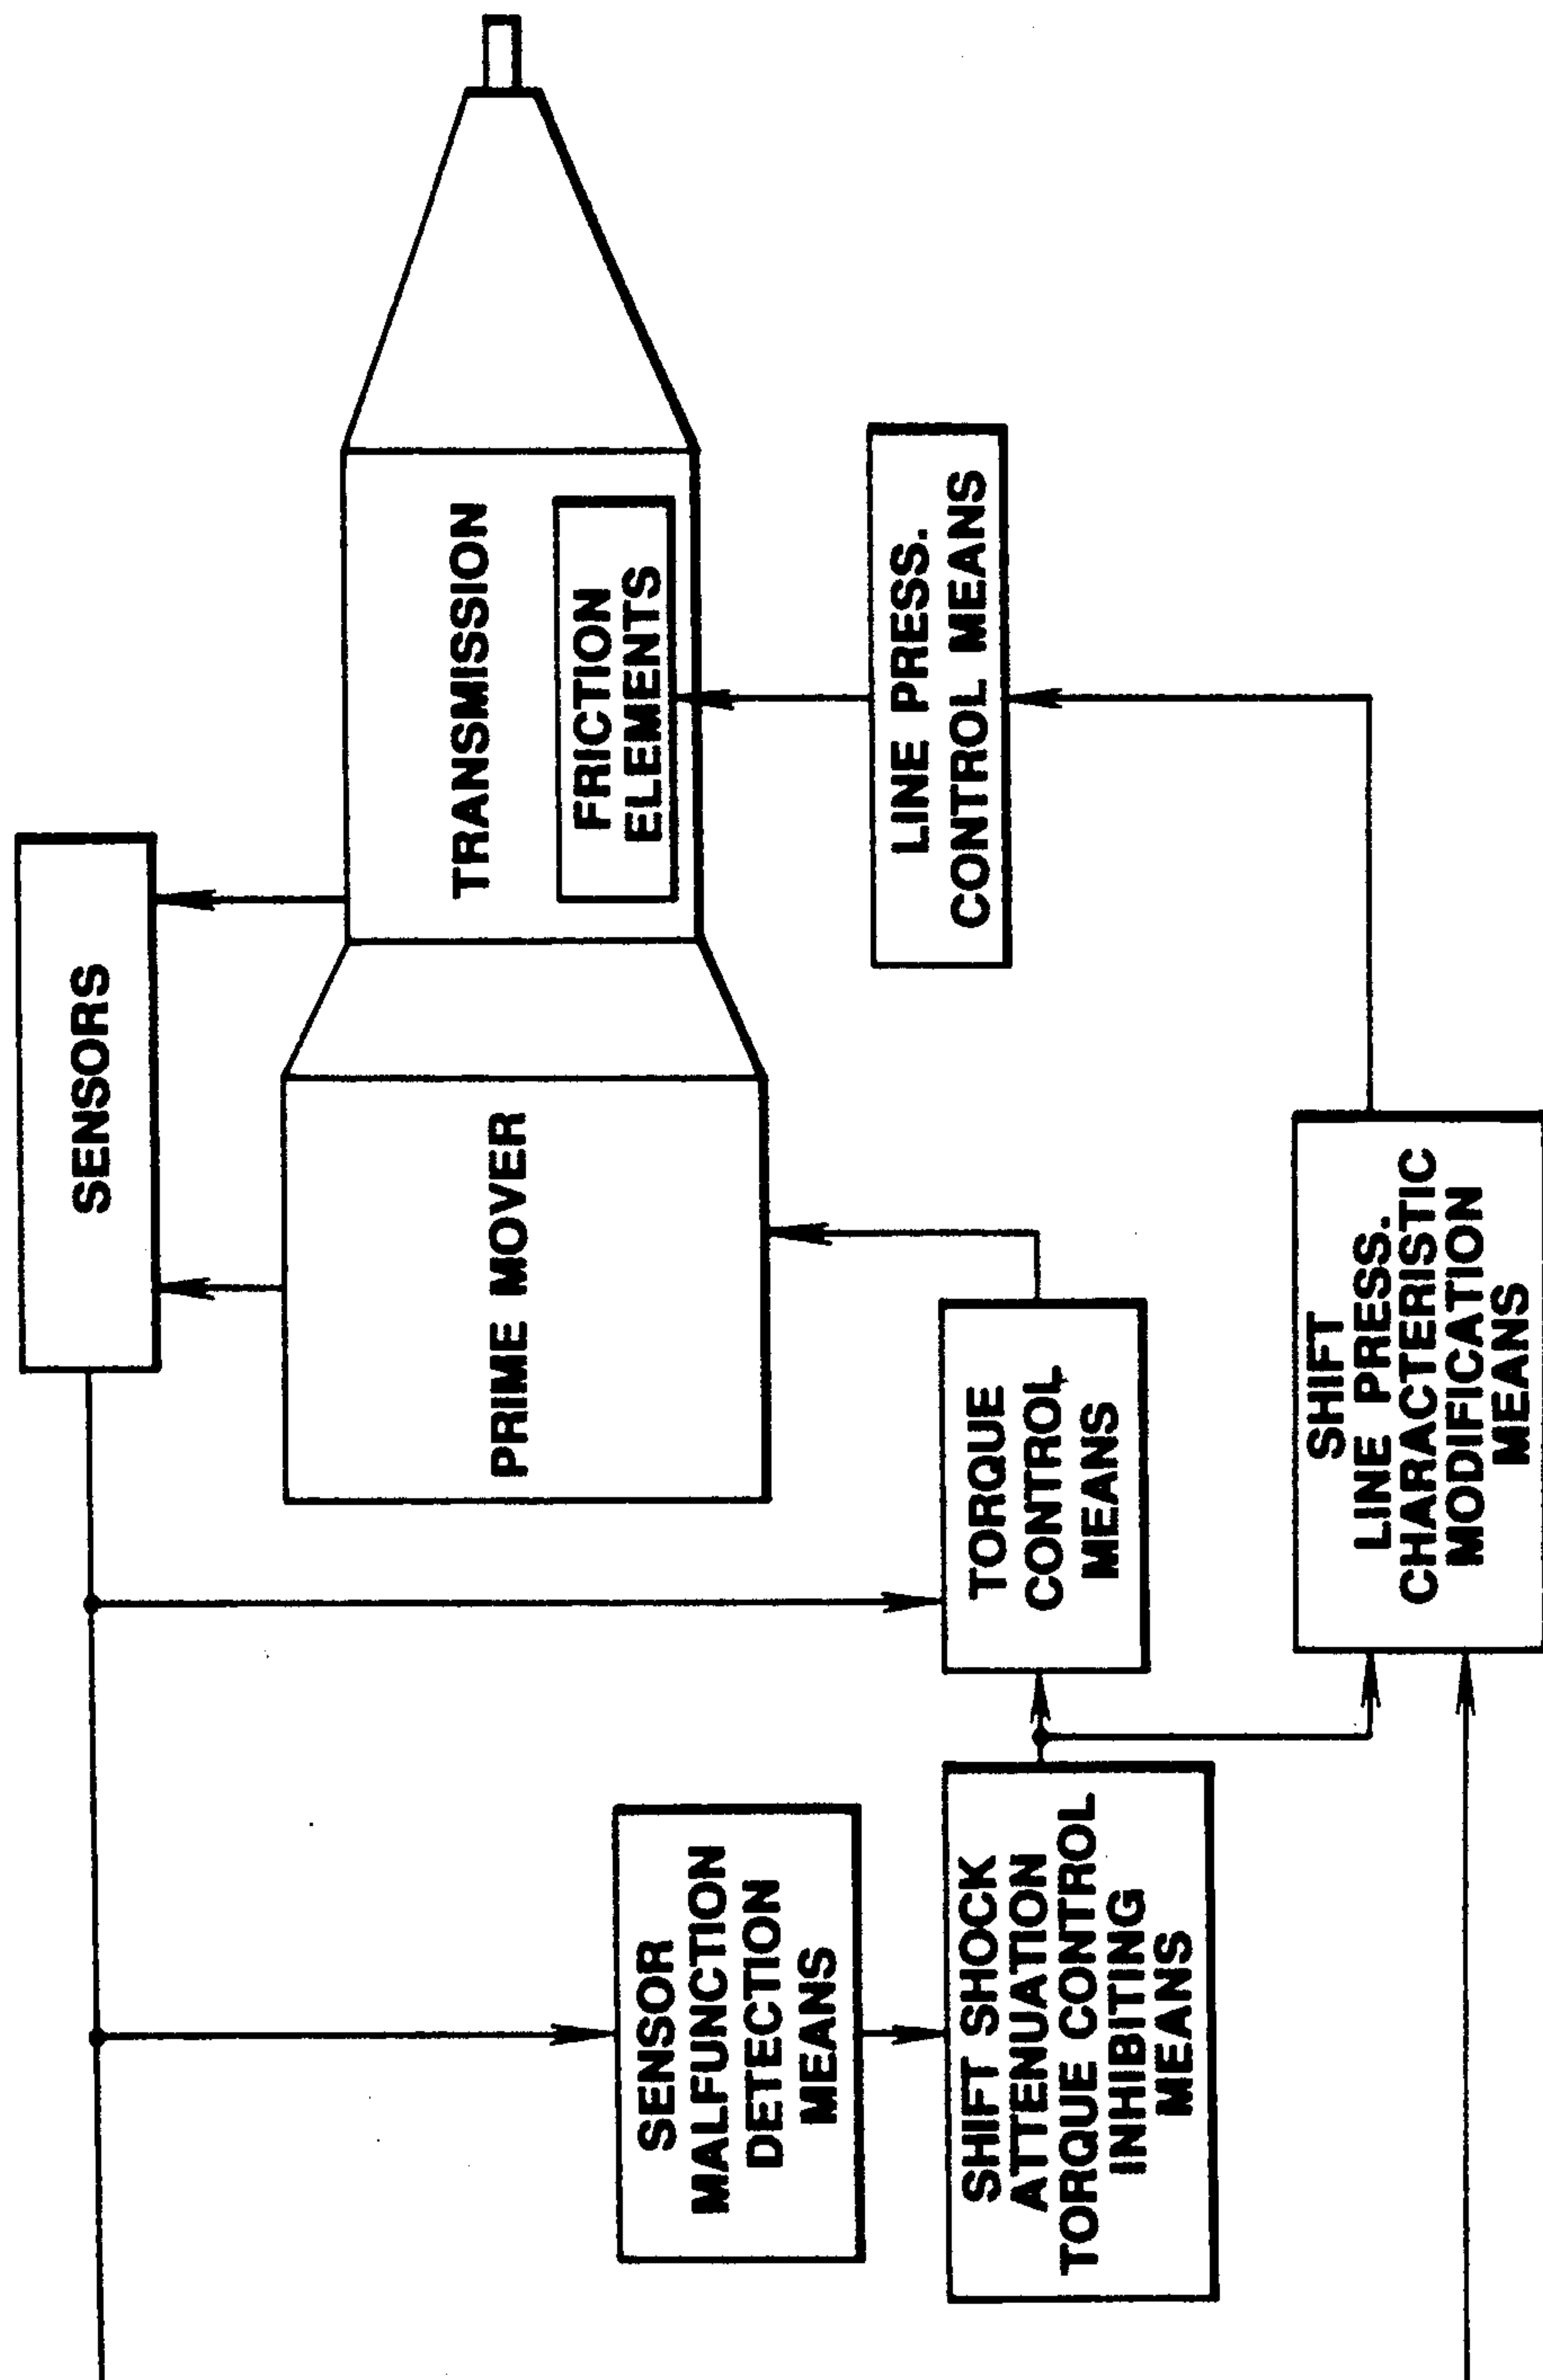 SENSORS
PRIME MOVER
TRANSMISSION
FRICTION
ELEMENTS
SENSOR
MALFUNCTION
DETECTION
MEANS
SHIFT SHOCK
ATTENUATION
TORQUE CONTROL
INHIBITING
MEANS
TORQUE
CONTROL
MEANS
LINE PRESS.
CONTROL MEANS
SHIFT
LINE PRESS.
CHARACTERISTIC
MODIFICATION
MEANS